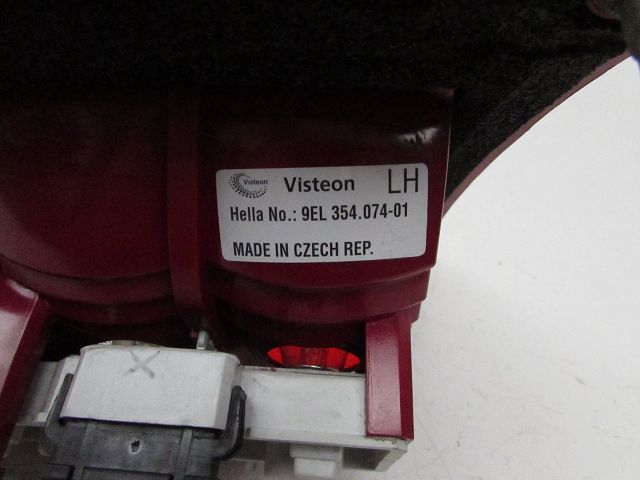 Visteon Visteon LH
Hella No.: 9EL 354.074-01
MADE IN CZECH REP.
X